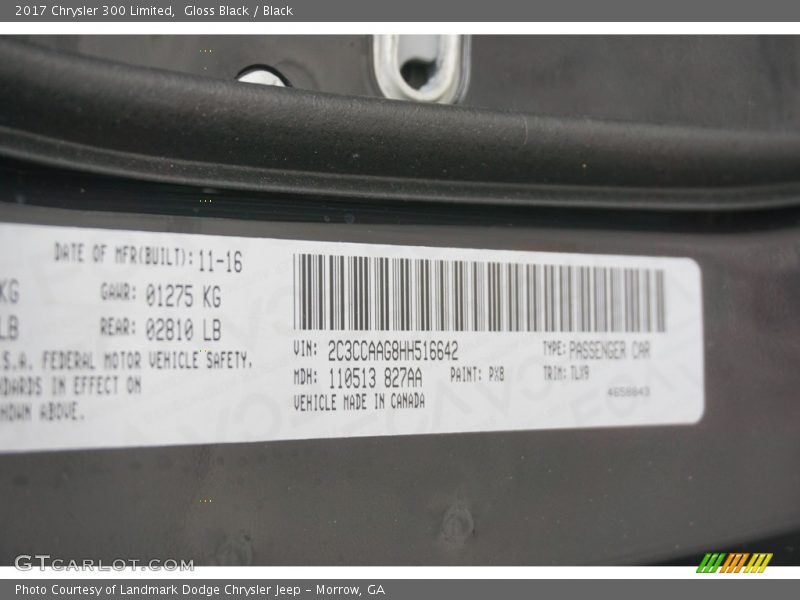 2017 Chrysler 300 Limited, Gloss Black / Black
DATE OF MFR(BUILT): 11-16
KG GAWR: 01275 KG
LB REAR: 02810 LB
.S.A. FEDERAL MOTOR VEHICLE SAFETY,
DARDS IN EFFECT ON
HOWN ABOVE.
VIN: 2C3CCAAG8HH516642 TYPE: PASSENGER CAR
MDH: 110513 827AA PAINT: PX8 TRIM: TLX9
VEHICLE MADE IN CANADA
4658843
GTCARLOT.COM
Photo Courtesy of Landmark Dodge Chrysler Jeep – Morrow, GA